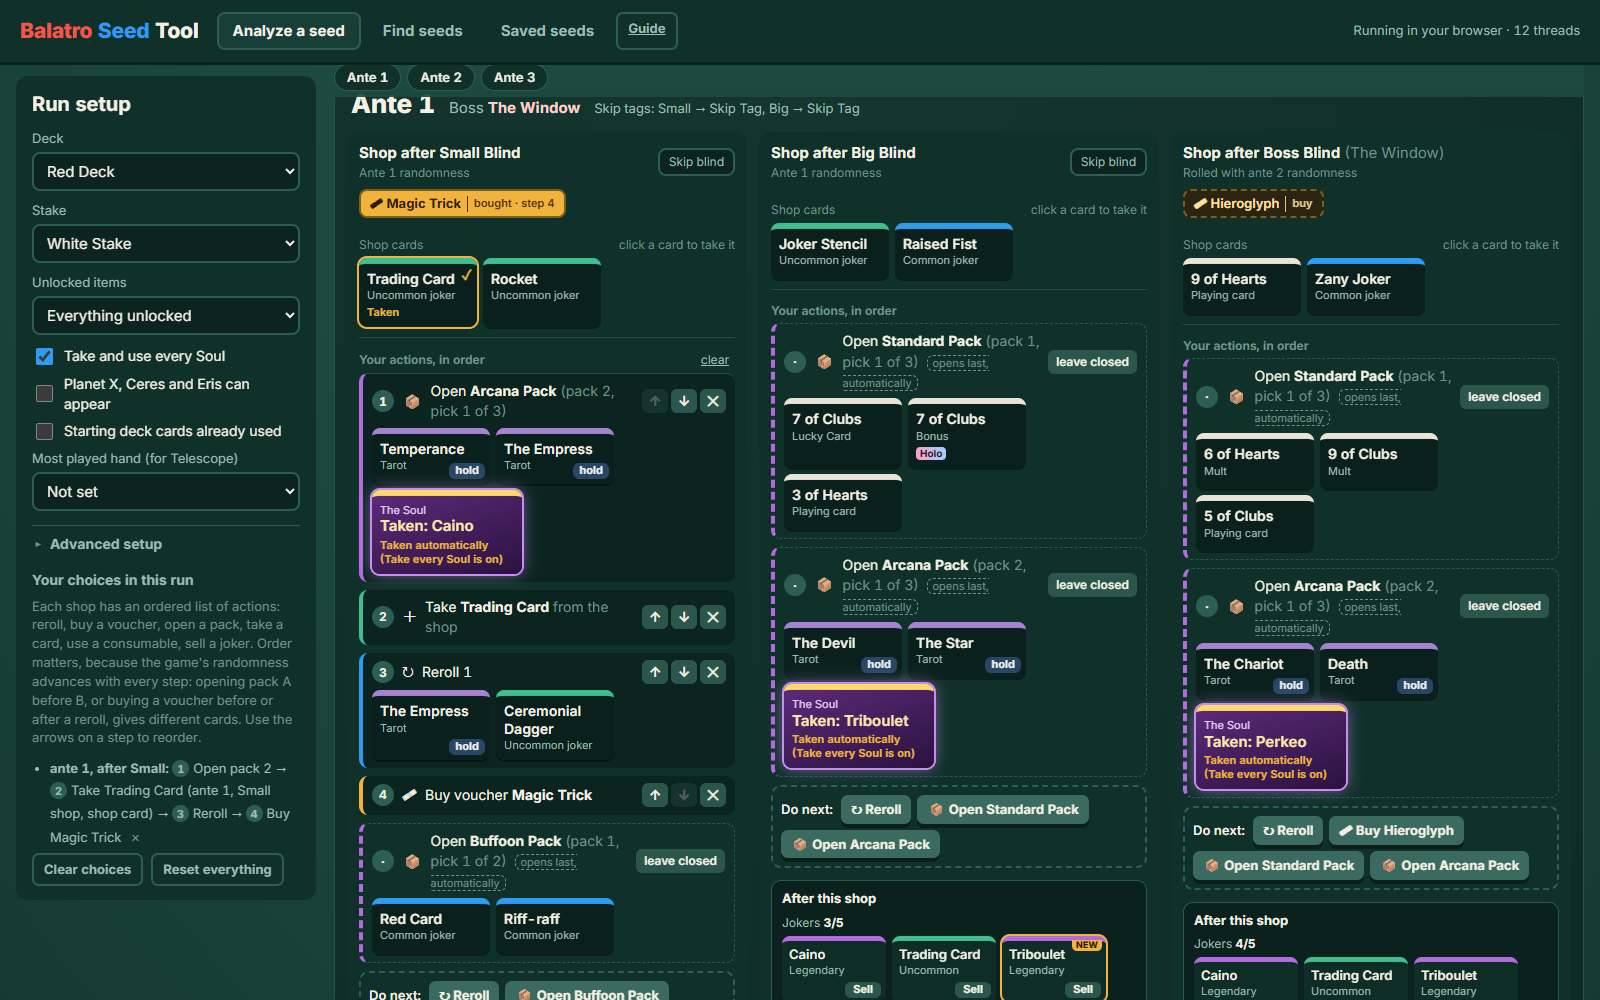 Balatro Seed Tool
Analyze a seed
Find seeds
Saved seeds
Guide
Running in your browser · 12 threads
Run setup
Deck
Red Deck
Stake
White Stake
Unlocked items
Everything unlocked
Take and use every Soul
Planet X, Ceres and Eris can
appear
Starting deck cards already used
Most played hand (for Telescope)
Not set
Advanced setup
Your choices in this run
Each shop has an ordered list of actions:
reroll, buy a voucher, open a pack, take a
card, use a consumable, sell a joker. Order
matters, because the game's randomness
advances with every step: opening pack A
before B, or buying a voucher before or
after a reroll, gives different cards. Use the
arrows on a step to reorder.
• ante 1, after Small: 1 Open pack 2 →
2 Take Trading Card (ante 1, Small
shop, shop card) → 3 Reroll → 4 Buy
Magic Trick ×
Clear choices
Reset everything
Ante 1
Ante 2
Ante 3
Ante 1 Boss The Window Skip tags: Small → Skip Tag, Big → Skip Tag
Shop after Small Blind
Ante 1 randomness
Skip blind
Magic Trick | bought · step 4
Shop cards
click a card to take it
Trading Card ✓
Uncommon joker
Taken
Rocket
Uncommon joker
Your actions, in order
clear
1 Open Arcana Pack (pack 2,
pick 1 of 3)
↑ ↓ ✕
Temperance
Tarot
hold
The Empress
Tarot
hold
The Soul
Taken: Caino
Taken automatically
(Take every Soul is on)
2 + Take Trading Card from the
shop
↑ ↓ ✕
3 ↻ Reroll 1
↑ ↓ ✕
The Empress
Tarot
hold
Ceremonial
Dagger
Uncommon joker
4 Buy voucher Magic Trick
↑ ↓ ✕
· Open Buffoon Pack (pack 1,
pick 1 of 2) opens last,
automatically
leave closed
Red Card
Common joker
Riff-raff
Common joker
Do next: ↻ Reroll Open Buffoon Pack
Shop after Big Blind
Ante 1 randomness
Skip blind
Shop cards
click a card to take it
Joker Stencil
Uncommon joker
Raised Fist
Common joker
Your actions, in order
· Open Standard Pack (pack 1,
pick 1 of 3) opens last,
automatically
leave closed
7 of Clubs
Lucky Card
7 of Clubs
Bonus
Holo
3 of Hearts
Playing card
· Open Arcana Pack (pack 2,
pick 1 of 3) opens last,
automatically
leave closed
The Devil
Tarot
hold
The Star
Tarot
hold
The Soul
Taken: Triboulet
Taken automatically
(Take every Soul is on)
Do next: ↻ Reroll Open Standard Pack
Open Arcana Pack
After this shop
Jokers 3/5
Caino
Legendary
Trading Card
Uncommon
Sell
NEW
Triboulet
Legendary
Sell
Shop after Boss Blind (The Window)
Rolled with ante 2 randomness
Hieroglyph | buy
Shop cards
click a card to take it
9 of Hearts
Playing card
Zany Joker
Common joker
Your actions, in order
· Open Standard Pack (pack 1,
pick 1 of 3) opens last,
automatically
leave closed
6 of Hearts
Mult
9 of Clubs
Mult
5 of Clubs
Playing card
· Open Arcana Pack (pack 2,
pick 1 of 3) opens last,
automatically
leave closed
The Chariot
Tarot
hold
Death
Tarot
hold
The Soul
Taken: Perkeo
Taken automatically
(Take every Soul is on)
Do next: ↻ Reroll Buy Hieroglyph
Open Standard Pack Open Arcana Pack
After this shop
Jokers 4/5
Caino
Legendary
Trading Card
Uncommon
Triboulet
Legendary